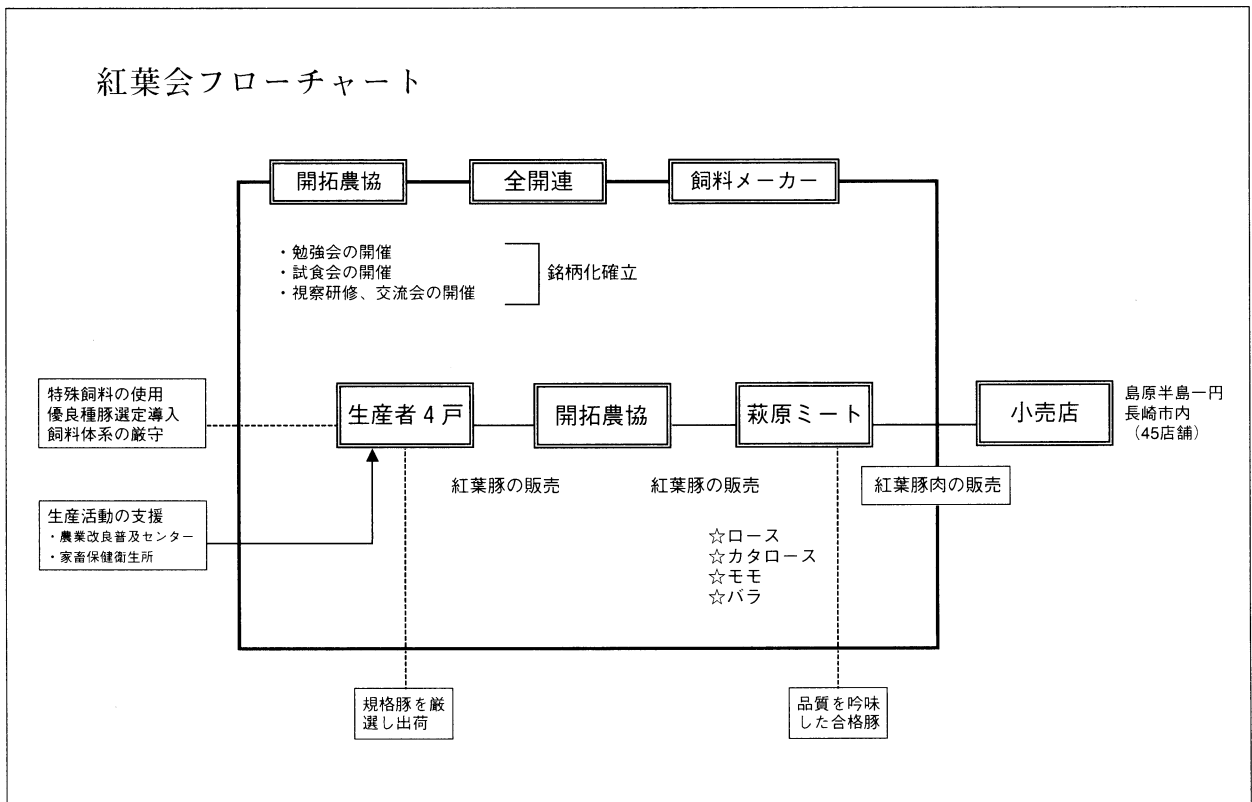 紅葉会フローチャート
開拓農協
全開連
飼料メーカー
・勉強会の開催
・試食会の開催
・視察研修、交流会の開催
銘柄化確立
特殊飼料の使用
優良種豚選定導入
飼料体系の厳守
生産者4戸
開拓農協
萩原ミート
小売店
島原半島一円
長崎市内
(45店舗)
紅葉豚の販売
紅葉豚の販売
紅葉豚肉の販売
生産活動の支援
・農業改良普及センター
・家畜保健衛生所
☆ロース
☆カタロース
☆モモ
☆バラ
規格豚を厳
選し出荷
品質を吟味
した合格豚